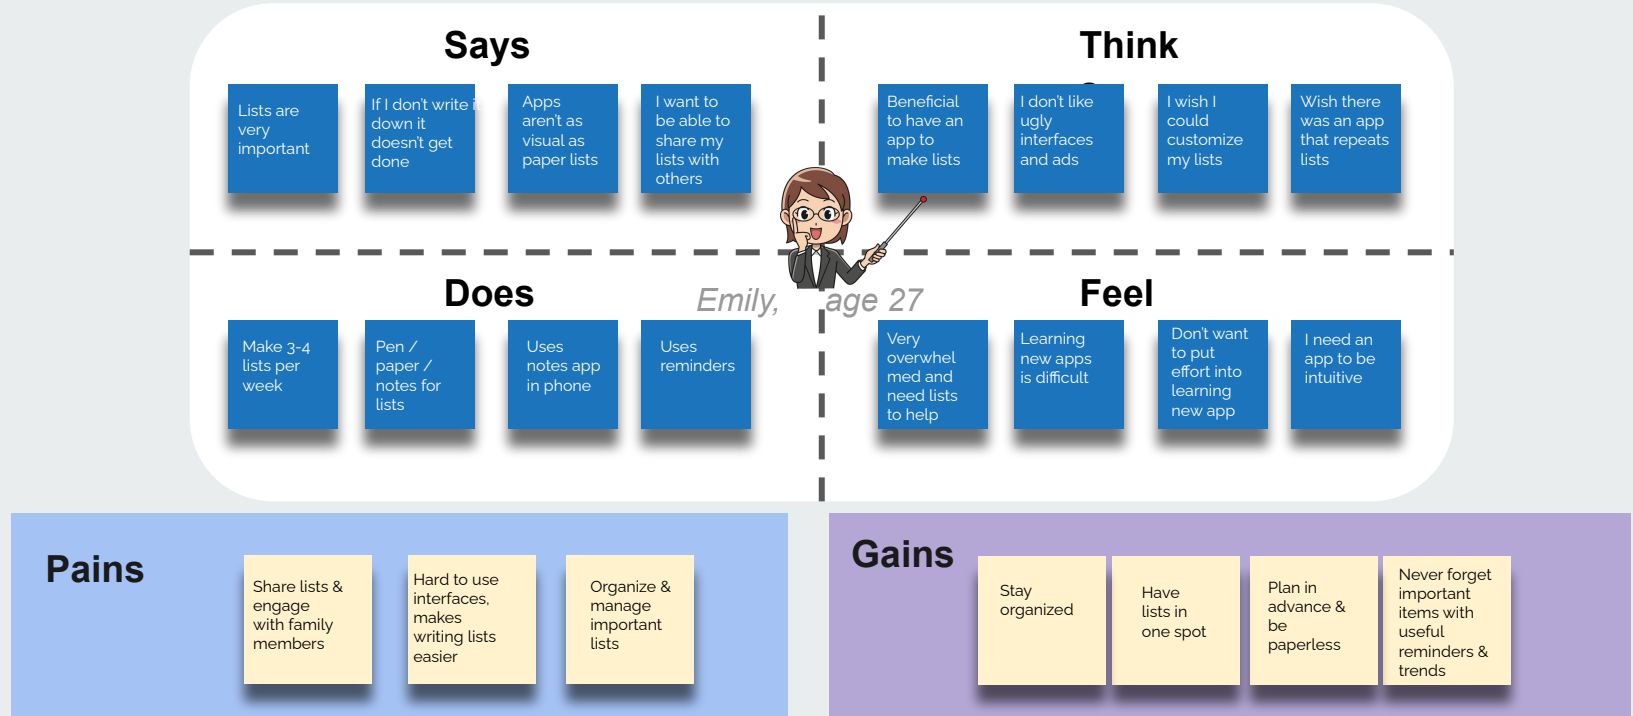 Says
Lists are
very
important
If I don't write it
down it
doesn't get
done
Apps
aren't as
visual as
paper lists
I want to
be able to
share my
lists with
others
Think
Beneficial
to have an
app to
make lists
I don't like
ugly
interfaces
and ads
I wish I
could
customize
my lists
Wish there
was an app
that repeats
lists
Emily, age 27
Does
Make 3-4
lists per
week
Pen /
paper /
notes for
lists
Uses
notes app
in phone
Uses
reminders
Feel
Very
overwhel
med and
need lists
to help
Learning
new apps
is difficult
Don't want
to put
effort into
learning
new app
I need an
app to be
intuitive
Pains
Share lists &
engage
with family
members
Hard to use
interfaces,
makes
writing lists
easier
Organize &
manage
important
lists
Gains
Stay
organized
Have
lists in
one spot
Plan in
advance &
be
paperless
Never forget
important
items with
useful
reminders &
trends